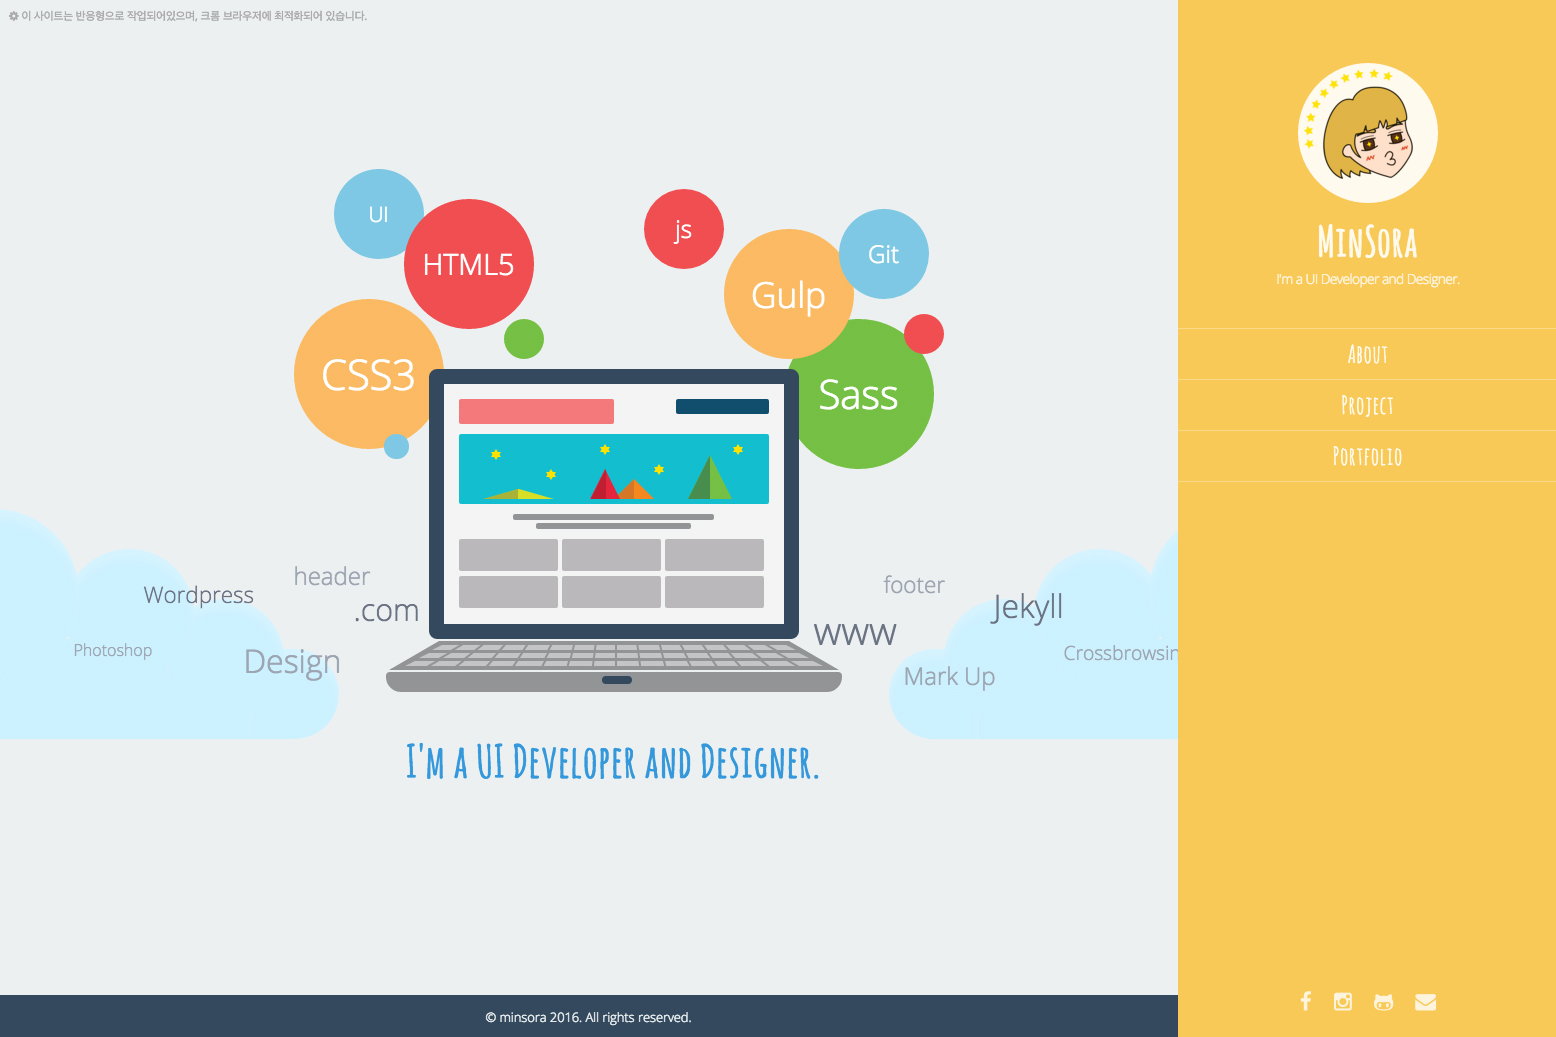 이 사이트는 반응형으로 작업되어있으며, 크롬 브라우저에 최적화되어 있습니다.
UI
HTML5
CSS3
js
Gulp
Git
Sass
Wordpress
header
.com
Photoshop
Design
footer
Jekyll
www
Crossbrowsin
Mark Up
I'm a UI Developer and Designer.
© minsora 2016. All rights reserved.
MinSora
I'm a UI Developer and Designer.
About
Project
Portfolio